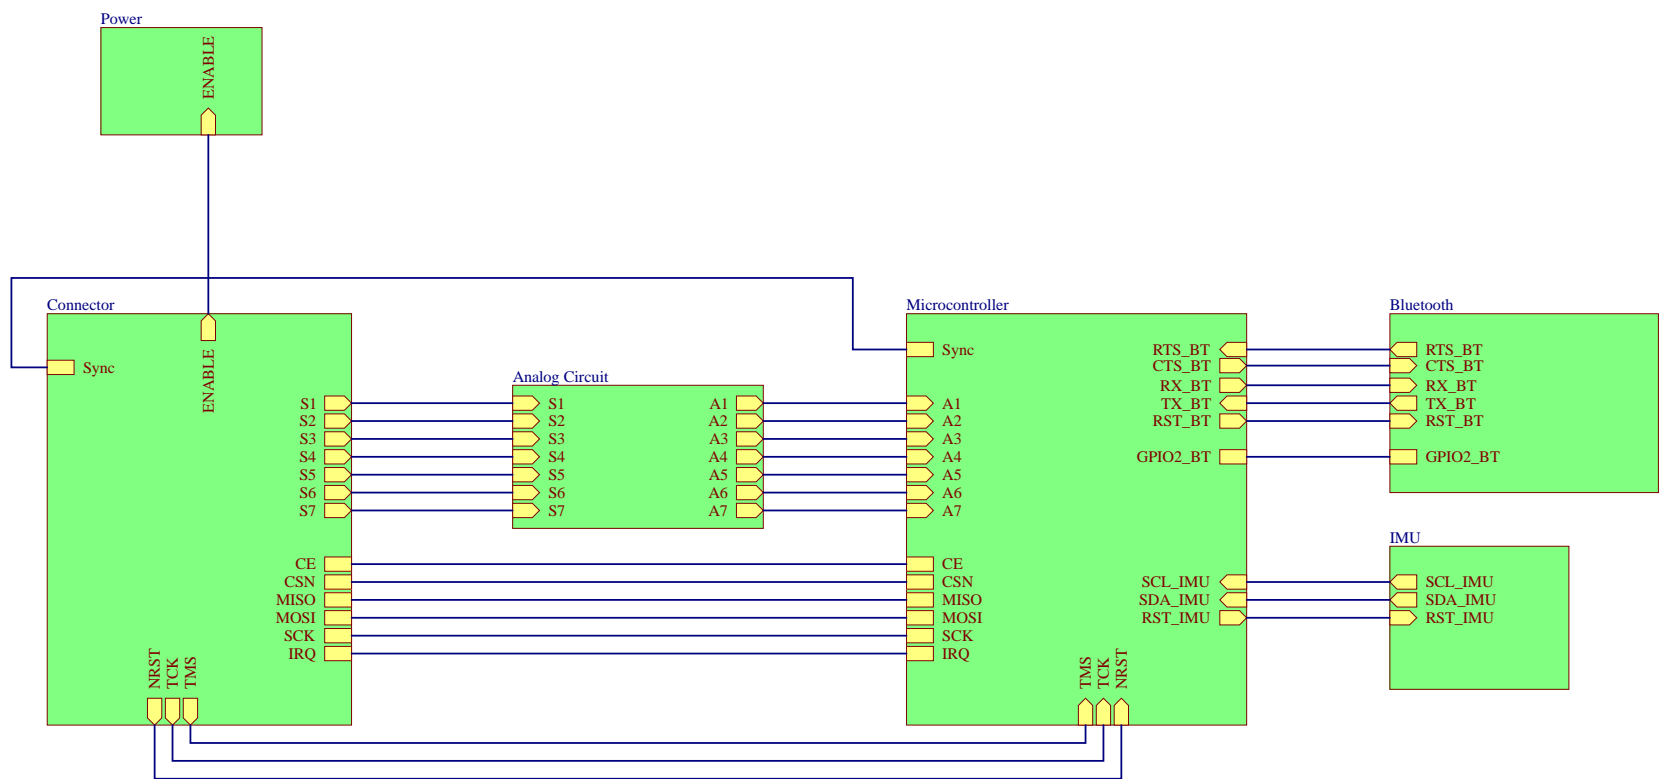 Power
ENABLE
Connector
Sync
ENABLE
S1
S2
S3
S4
S5
S6
S7
CE
CSN
MISO
MOSI
SCK
IRQ
NRST
TCK
TMS
Analog Circuit
S1
S2
S3
S4
S5
S6
S7
A1
A2
A3
A4
A5
A6
A7
Microcontroller
Sync
A1
A2
A3
A4
A5
A6
A7
CE
CSN
MISO
MOSI
SCK
IRQ
RTS_BT
CTS_BT
RX_BT
TX_BT
RST_BT
GPIO2_BT
SCL_IMU
SDA_IMU
RST_IMU
TMS
TCK
NRST
Bluetooth
RTS_BT
CTS_BT
RX_BT
TX_BT
RST_BT
GPIO2_BT
IMU
SCL_IMU
SDA_IMU
RST_IMU